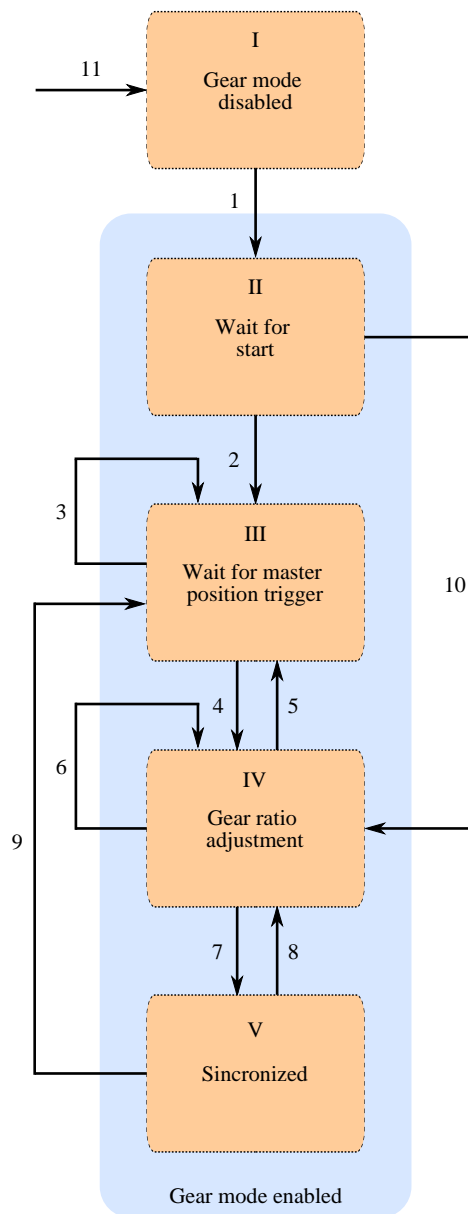 11
I
Gear mode
disabled
1
II
Wait for
start
2
3
III
Wait for master
position trigger
10
4
5
6
IV
Gear ratio
adjustment
9
7
8
V
Sincronized
Gear mode enabled